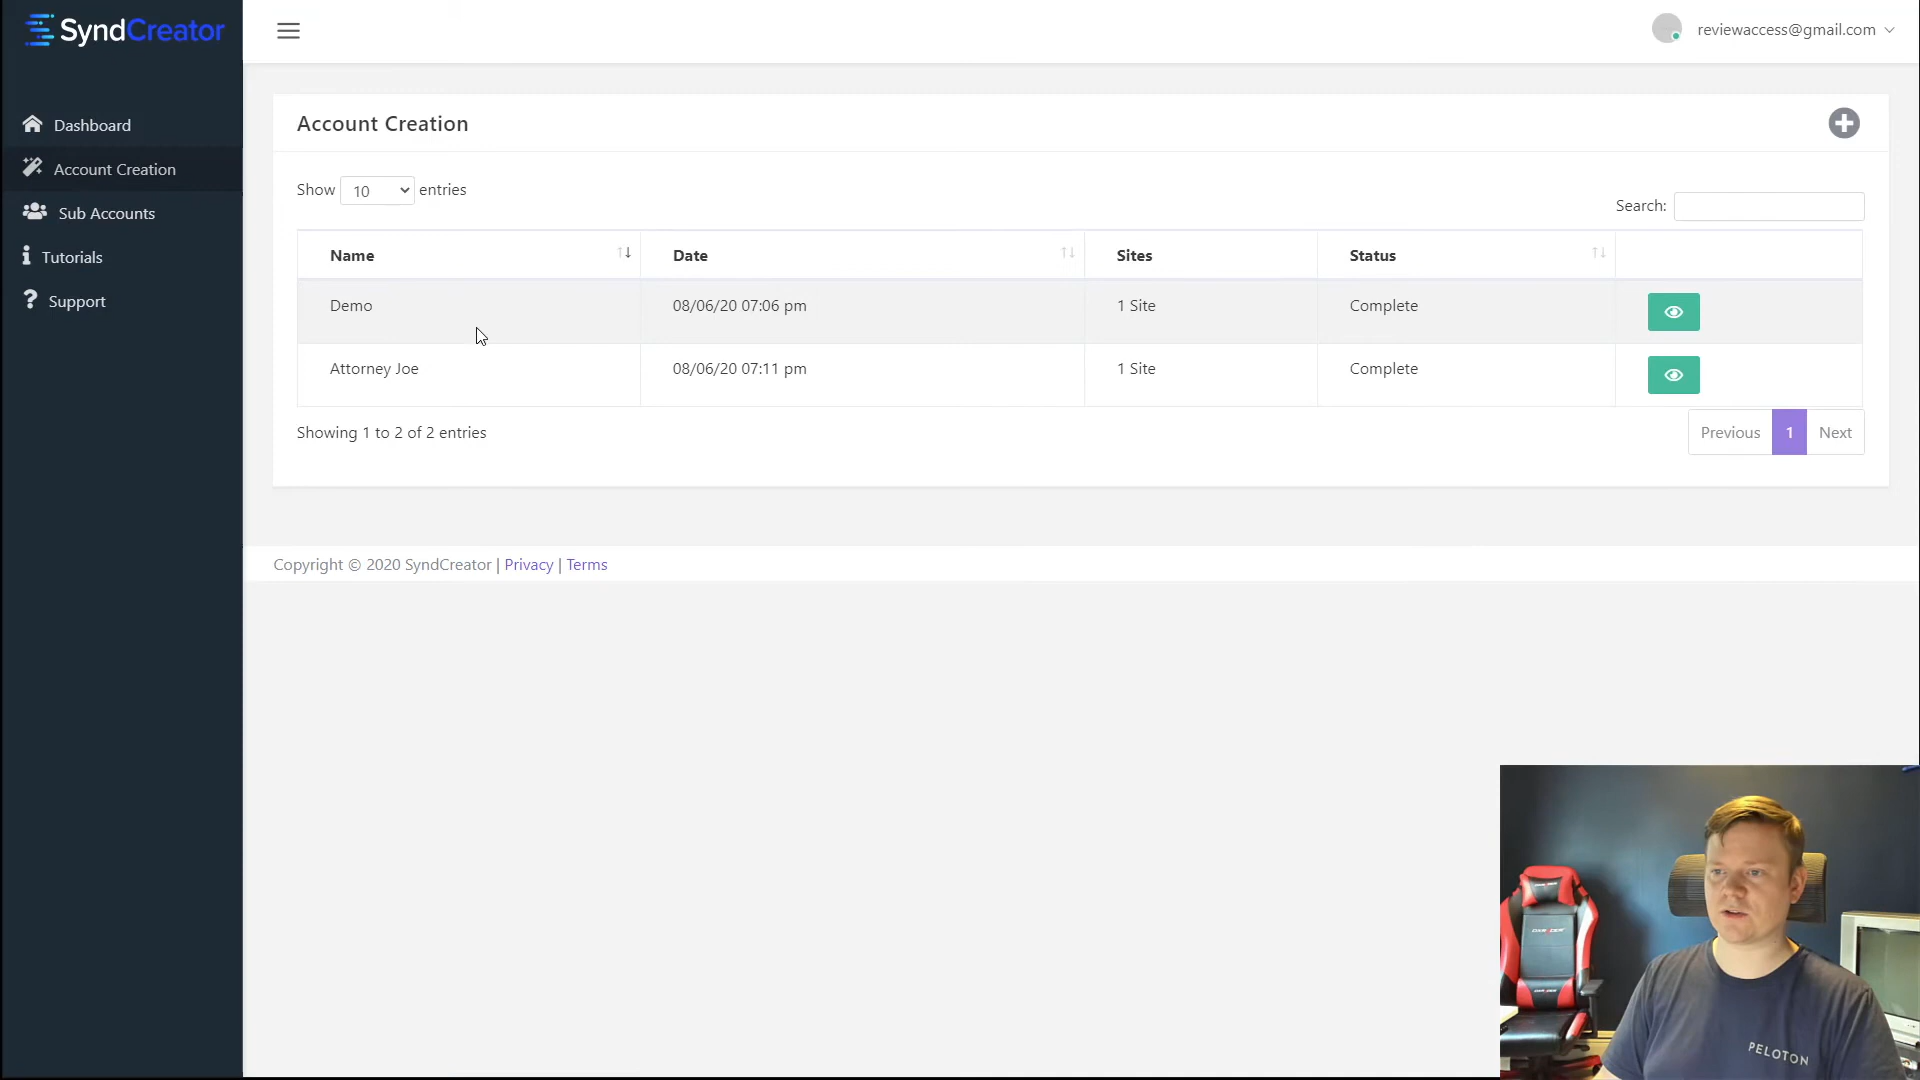 SyndCreator
reviewaccess@gmail.com
Dashboard
Account Creation
Sub Accounts
Tutorials
Support
Account Creation
Show 10 entries
Search:
Name Date Sites Status
Demo 08/06/20 07:06 pm 1 Site Complete
Attorney Joe 08/06/20 07:11 pm 1 Site Complete
Showing 1 to 2 of 2 entries
Previous 1 Next
Copyright © 2020 SyndCreator | Privacy | Terms
PELOTON